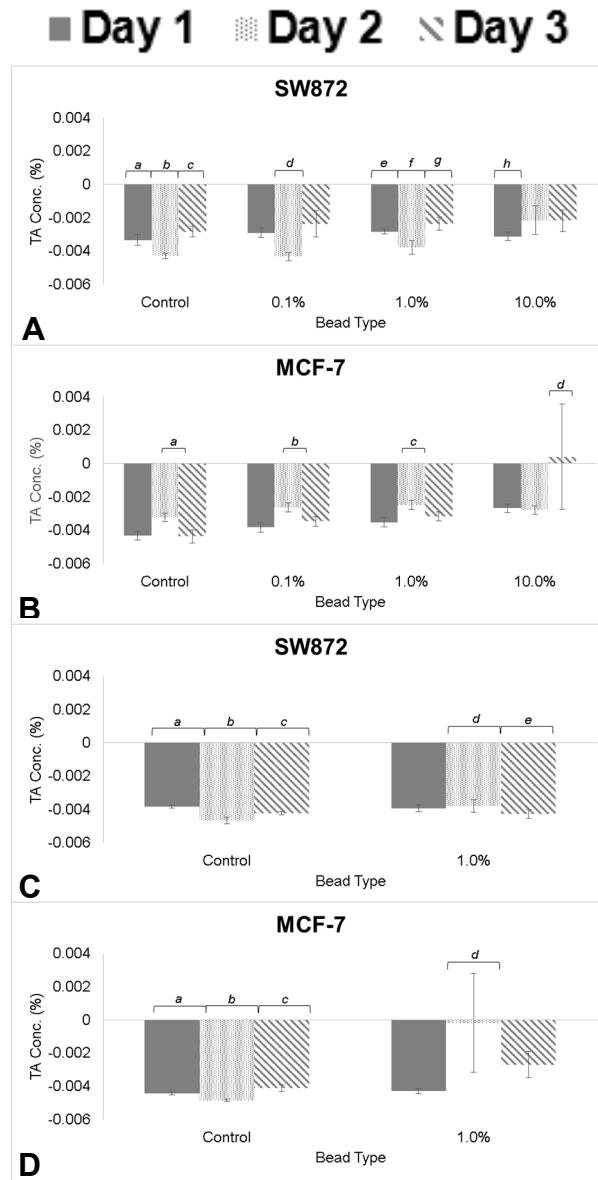 Day 1 Day 2 Day 3
SW872
TA Conc. (%)
0.004
0.002
0
-0.002
-0.004
-0.006
a b c d e f g h
Control 0.1% 1.0% 10.0%
Bead Type
A
MCF-7
TA Conc. (%)
0.004
0.002
0
-0.002
-0.004
-0.006
a b c d
Control 0.1% 1.0% 10.0%
Bead Type
B
SW872
TA Conc. (%)
0.004
0.002
0
-0.002
-0.004
-0.006
a b c d e
Control 1.0%
Bead Type
C
MCF-7
TA Conc. (%)
0.004
0.002
0
-0.002
-0.004
-0.006
a b c d
Control 1.0%
Bead Type
D